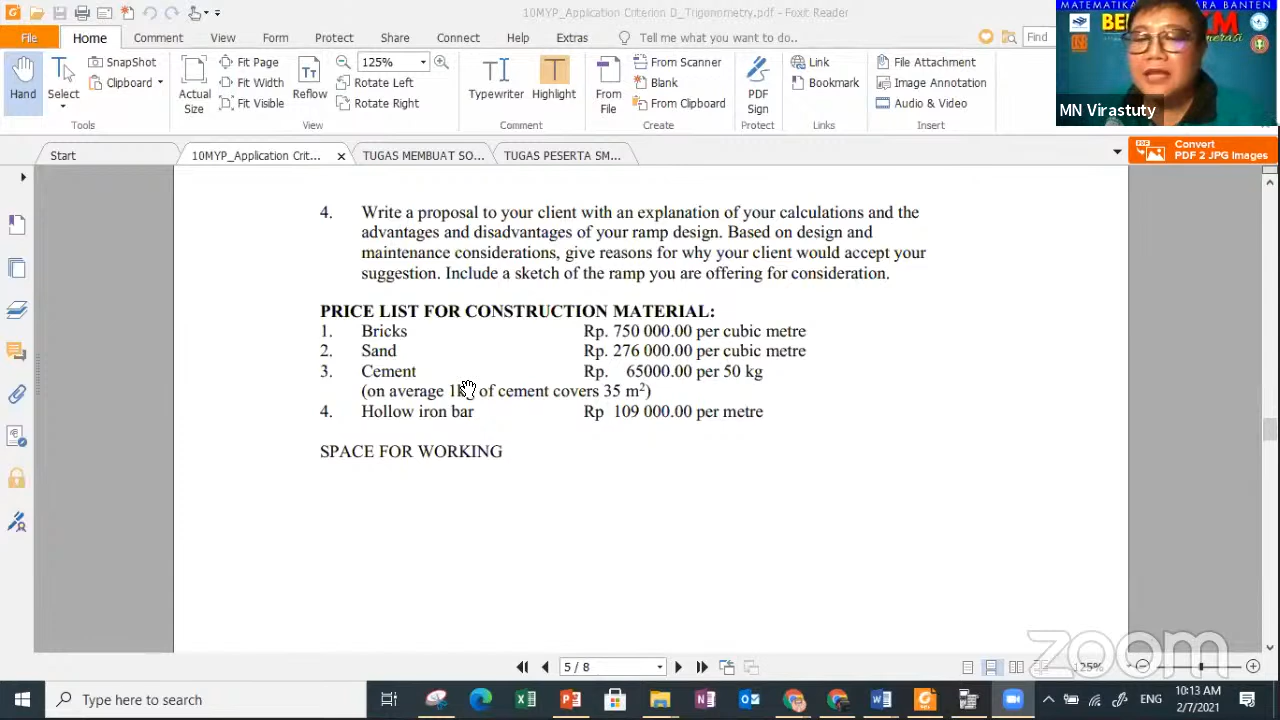 10MYP_Application Criterion D_Trigonometry.pdf - Foxit Reader
MATEMATIKA
BANTEN
File Home Comment View Form Protect Share Connect Help Extras Tell me what you want to do.. Find
SnapShot Fit Page 125% From Scanner Link File Attachment
Clipboard Fit Width Rotate Left Blank Bookmark Image Annotation
Hand Select Actual Size Fit Visible Reflow Rotate Right Typewriter Highlight From File From Clipboard PDF Sign Audio & Video
Tools View Comment Create Protect Links Insert
MN Virastuty
Start 10MYP_Application Crit... TUGAS MEMBUAT SO... TUGAS PESERTA SM...
Convert
PDF 2 JPG Images
4. Write a proposal to your client with an explanation of your calculations and the
advantages and disadvantages of your ramp design. Based on design and
maintenance considerations, give reasons for why your client would accept your
suggestion. Include a sketch of the ramp you are offering for consideration.
PRICE LIST FOR CONSTRUCTION MATERIAL:
1. Bricks Rp. 750 000.00 per cubic metre
2. Sand Rp. 276 000.00 per cubic metre
3. Cement Rp. 65000.00 per 50 kg
(on average of cement covers 35 m²)
4. Hollow iron bar Rp 109 000.00 per metre
SPACE FOR WORKING
zoom
5 / 8 125%
Type here to search
ENG
10:13 AM
2/7/2021